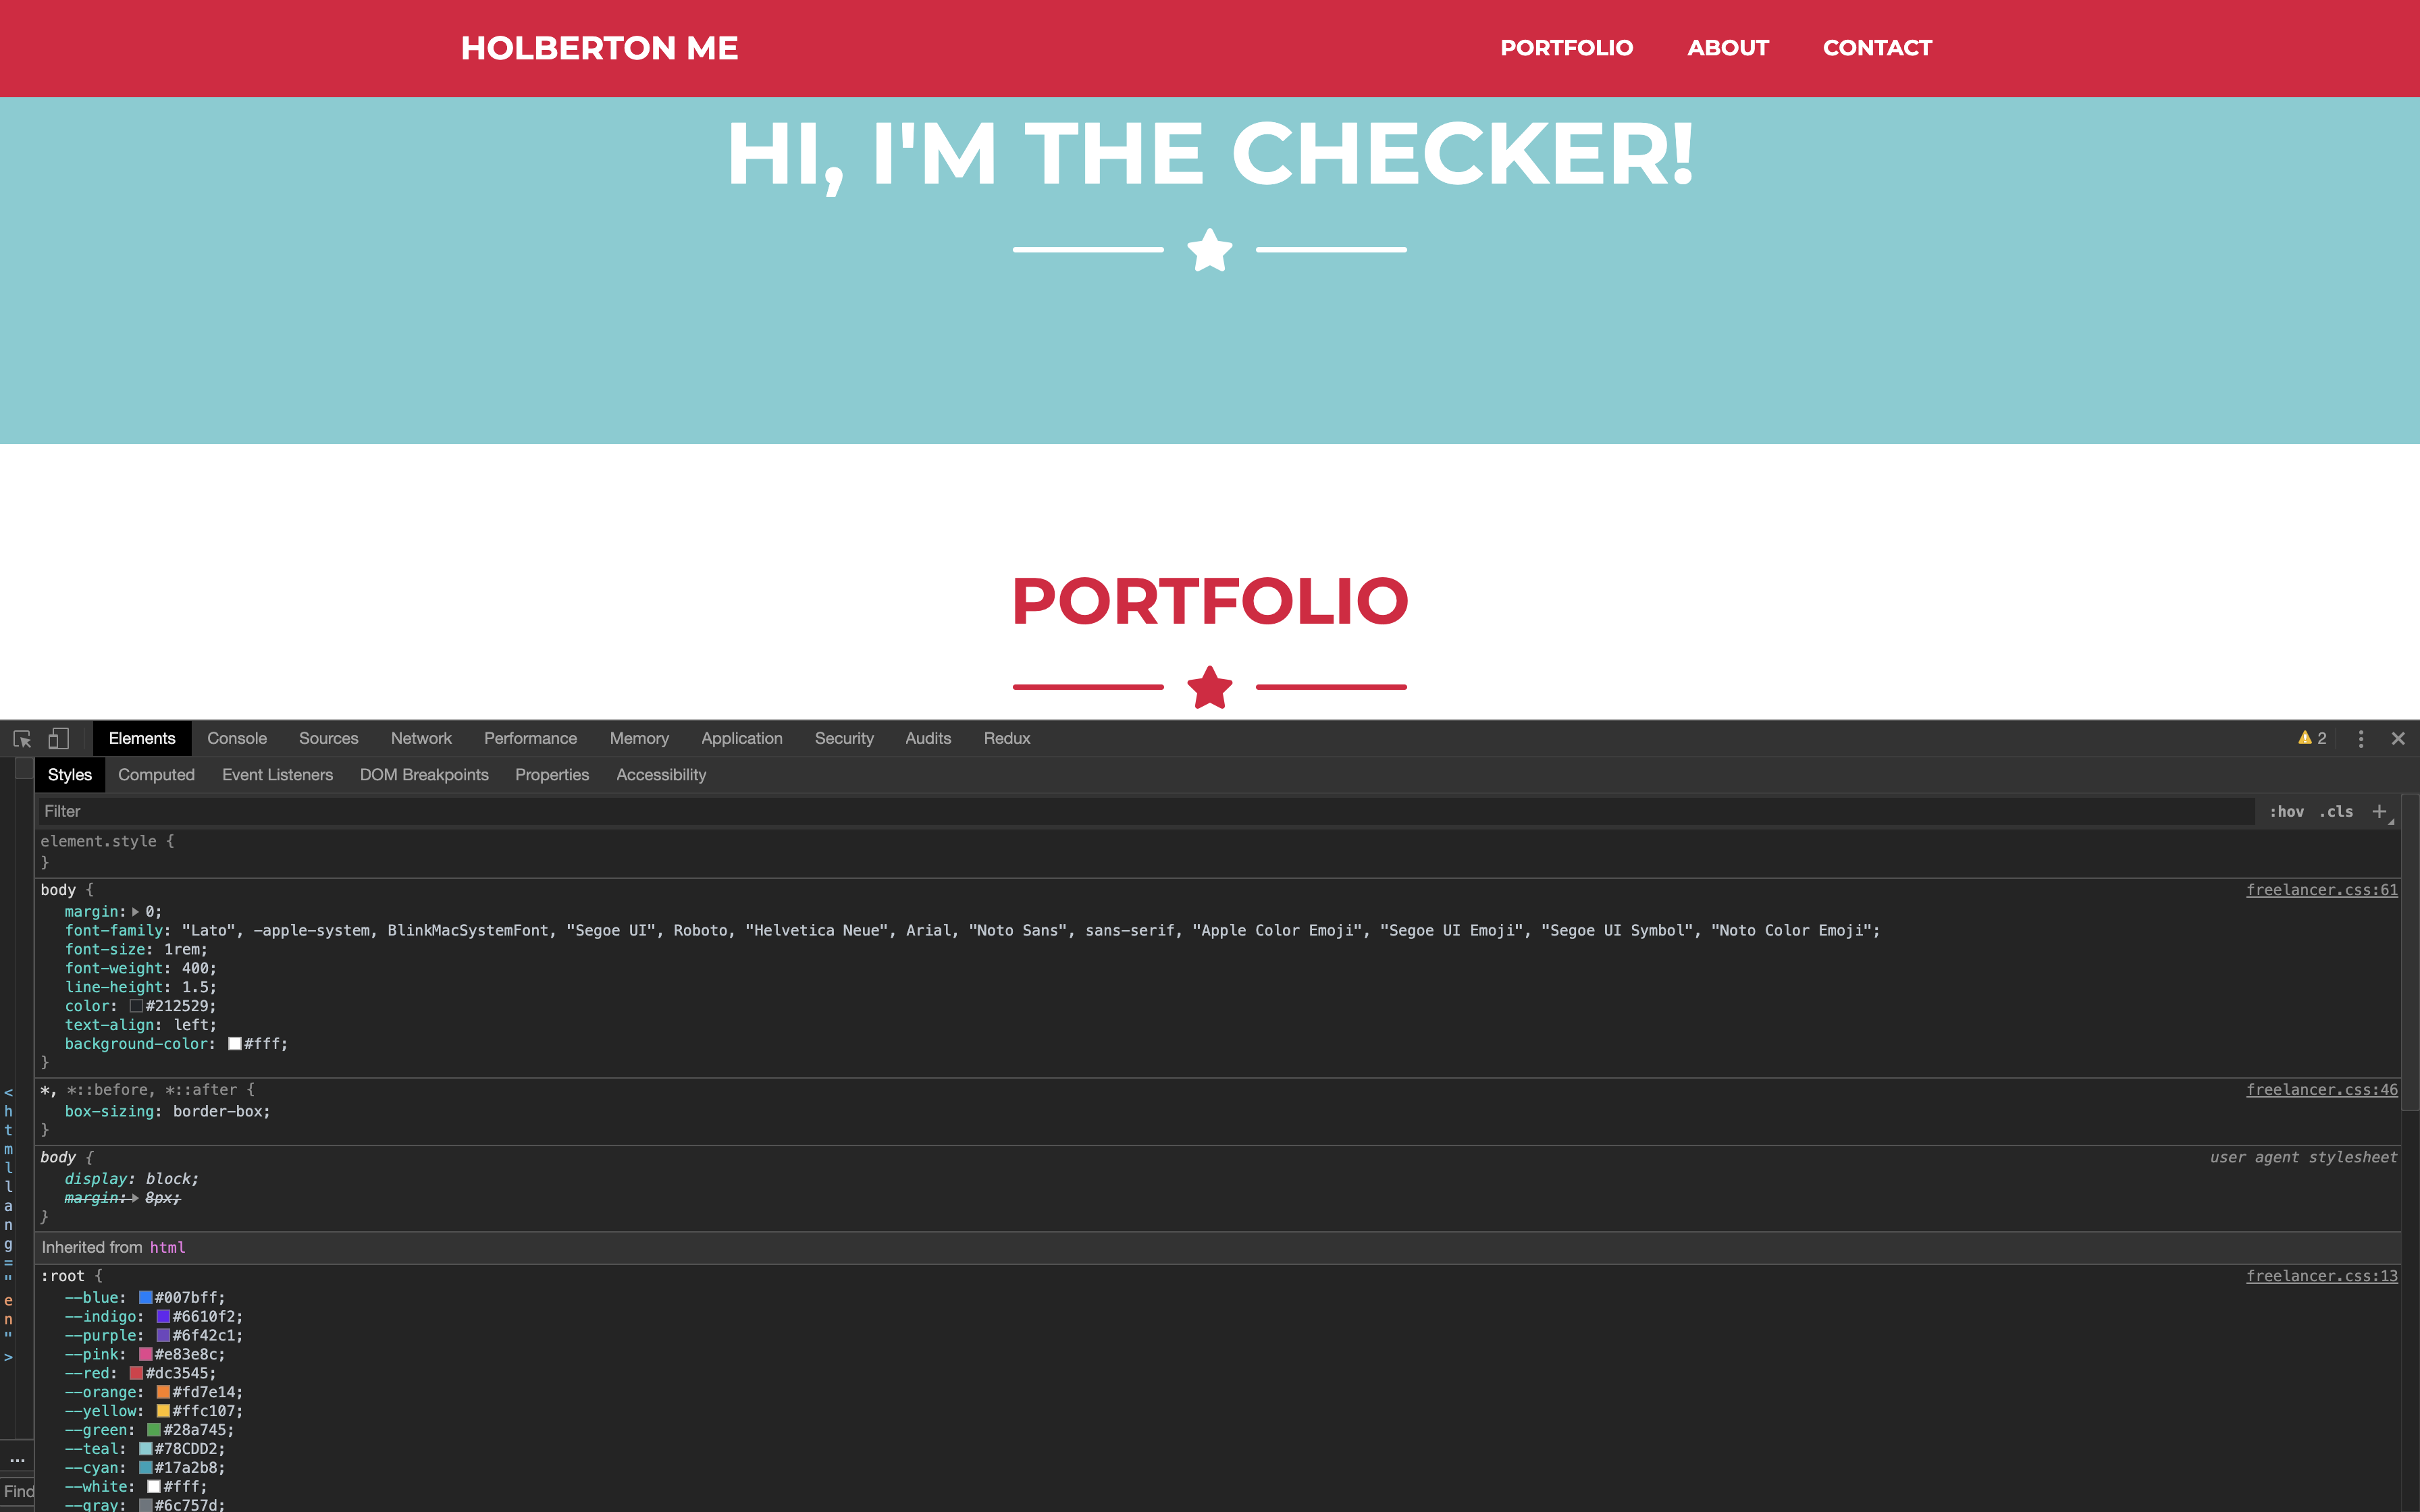 HOLBERTON ME PORTFOLIO ABOUT CONTACT
HI, I'M THE CHECKER!
PORTFOLIO
Elements Console Sources Network Performance Memory Application Security Audits Redux 2
Styles Computed Event Listeners DOM Breakpoints Properties Accessibility
Filter :hov .cls +
element.style {
}
body { freelancer.css:61
margin: 0;
font-family: "Lato", -apple-system, BlinkMacSystemFont, "Segoe UI", Roboto, "Helvetica Neue", Arial, "Noto Sans", sans-serif, "Apple Color Emoji", "Segoe UI Emoji", "Segoe UI Symbol", "Noto Color Emoji";
font-size: 1rem;
font-weight: 400;
line-height: 1.5;
color: #212529;
text-align: left;
background-color: #fff;
}
*, *::before, *::after { freelancer.css:46
box-sizing: border-box;
}
body { user agent stylesheet
display: block;
margin: 8px;
}
Inherited from html
:root { freelancer.css:13
--blue: #007bff;
--indigo: #6610f2;
--purple: #6f42c1;
--pink: #e83e8c;
--red: #dc3545;
--orange: #fd7e14;
--yellow: #ffc107;
--green: #28a745;
--teal: #78CDD2;
--cyan: #17a2b8;
--white: #fff;
--gray: #6c757d;
<html lang="en">
...
Find